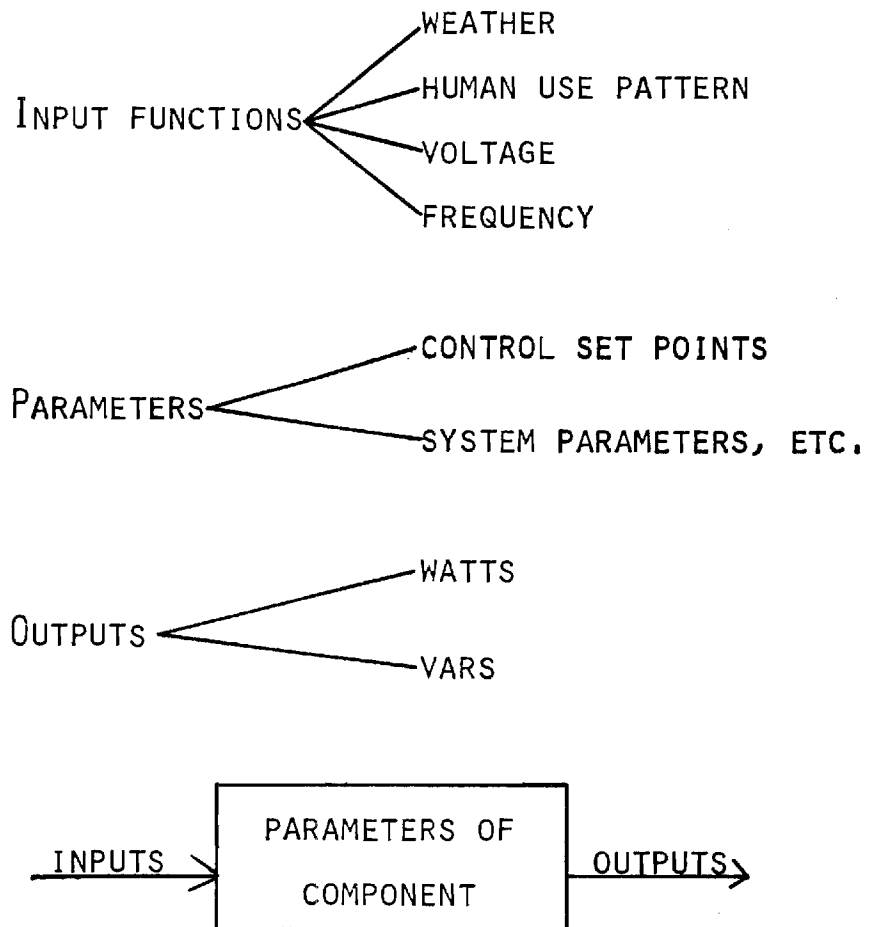 WEATHER
HUMAN USE PATTERN
INPUT FUNCTIONS
VOLTAGE
FREQUENCY
CONTROL SET POINTS
PARAMETERS
SYSTEM PARAMETERS, ETC.
WATTS
OUTPUTS
VARS
PARAMETERS OF
INPUTS
OUTPUTS
COMPONENT